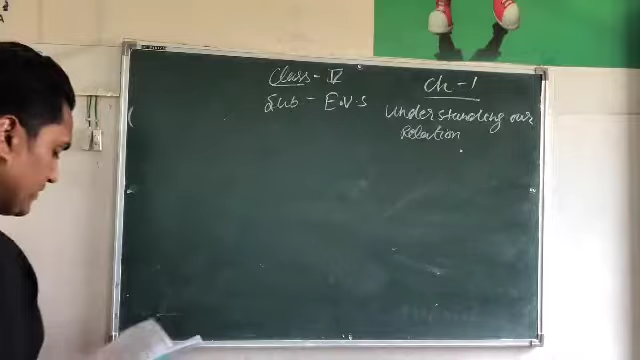 Class - IV
Sub - E.V.S
Ch - 1
Understanding our
Relation